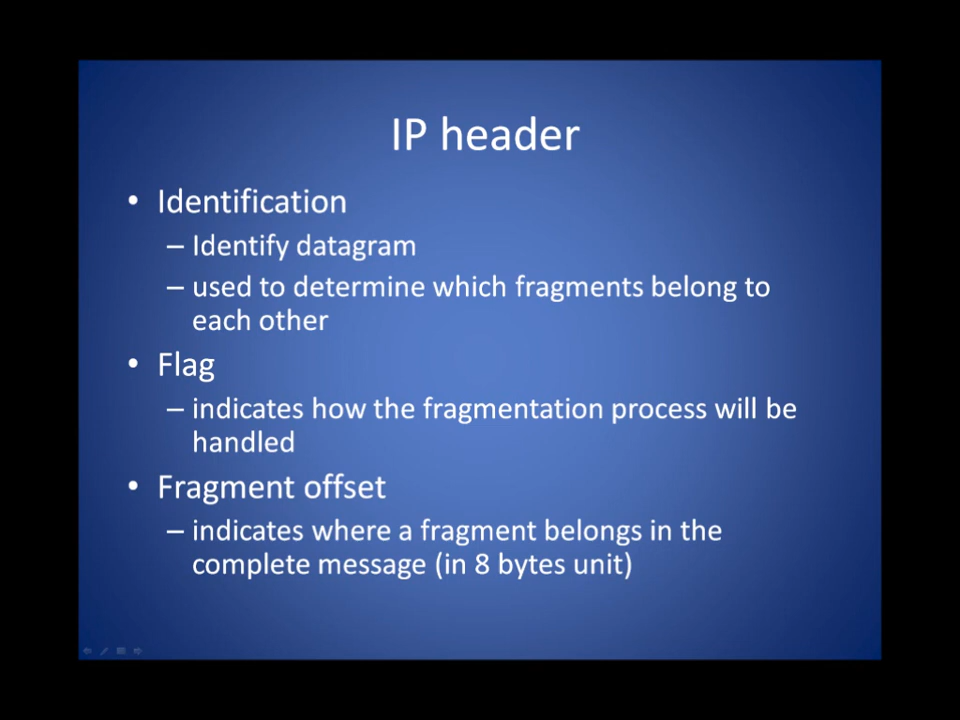 IP header
• Identification
– Identify datagram
– used to determine which fragments belong to
each other
• Flag
– indicates how the fragmentation process will be
handled
• Fragment offset
– indicates where a fragment belongs in the
complete message (in 8 bytes unit)